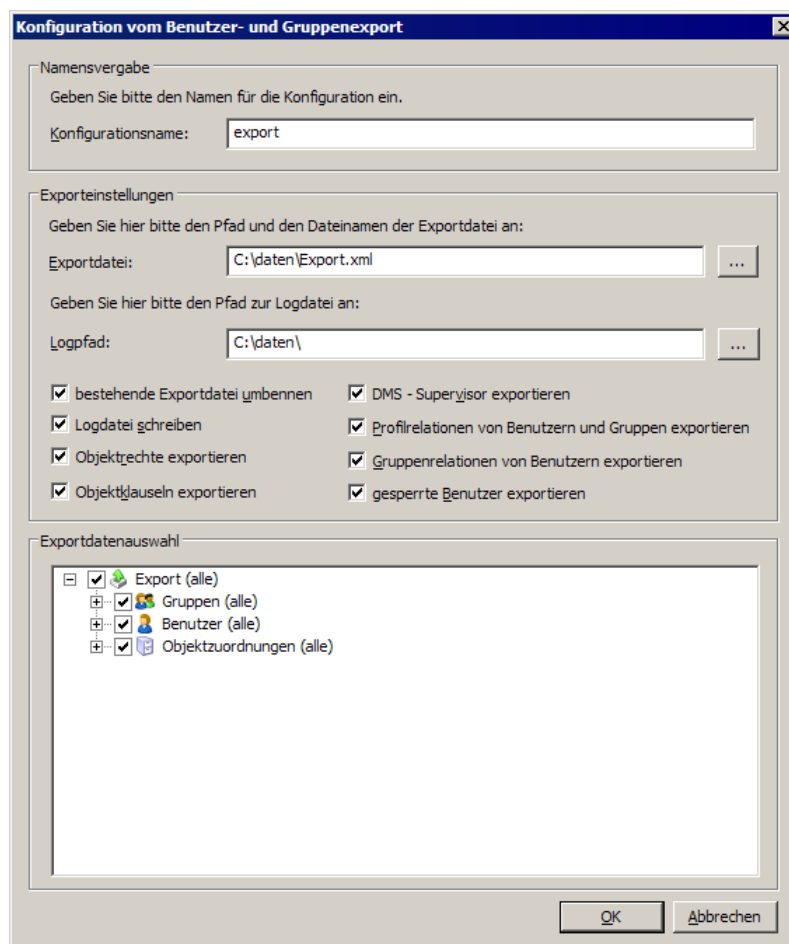 Konfiguration vom Benutzer- und Gruppenexport
Namensvergabe
Geben Sie bitte den Namen für die Konfiguration ein.
Konfigurationsname:
export
Exporteinstellungen
Geben Sie hier bitte den Pfad und den Dateinamen der Exportdatei an:
Exportdatei:
C:\daten\Export.xml
...
Geben Sie hier bitte den Pfad zur Logdatei an:
Logpfad:
C:\daten\
...
bestehende Exportdatei umbennen
DMS - Supervisor exportieren
Logdatei schreiben
Profilrelationen von Benutzern und Gruppen exportieren
Objektrechte exportieren
Gruppenrelationen von Benutzern exportieren
Objektklauseln exportieren
gesperrte Benutzer exportieren
Exportdatenauswahl
Export (alle)
Gruppen (alle)
Benutzer (alle)
Objektzuordnungen (alle)
OK
Abbrechen